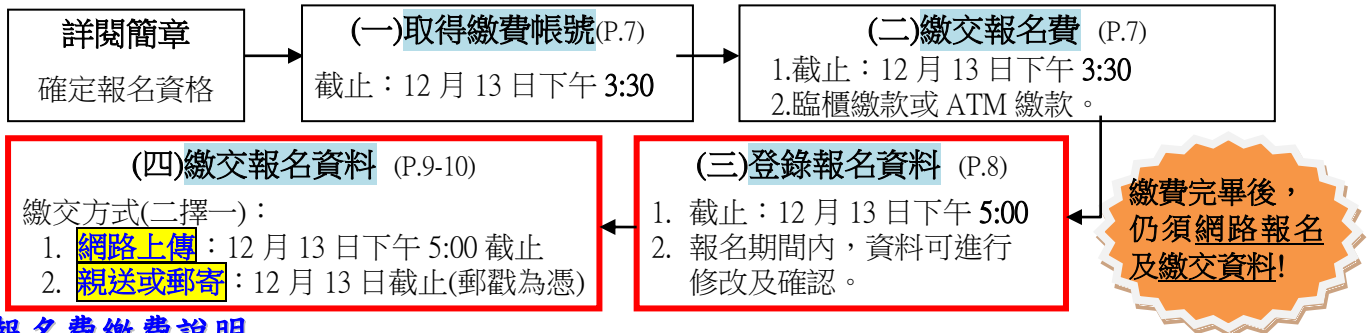 詳閱簡章
確定報名資格
(一)取得繳費帳號(P.7)
截止：12 月 13 日下午 3:30
(二)繳交報名費 (P.7)
1.截止：12 月 13 日下午 3:30
2.臨櫃繳款或 ATM 繳款。
(三)登錄報名資料 (P.8)
1. 截止：12 月 13 日下午 5:00
2. 報名期間內，資料可進行
修改及確認。
繳費完畢後，
仍須網路報名
及繳交資料!
(四)繳交報名資料 (P.9-10)
繳交方式(二擇一)：
1. 網路上傳：12 月 13 日下午 5:00 截止
2. 親送或郵寄：12 月 13 日截止(郵戳為憑)
報名費繳費說明